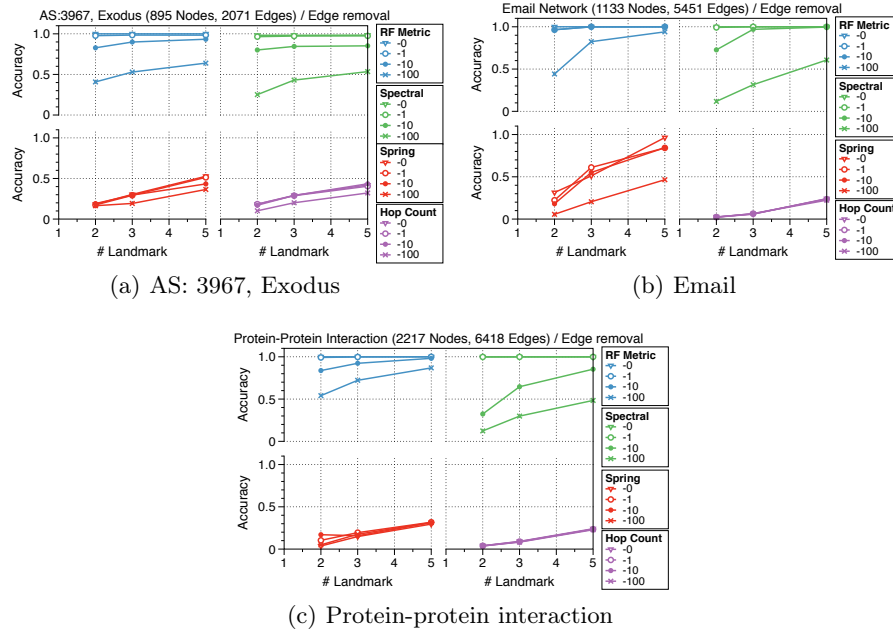 AS:3967, Exodus (895 Nodes, 2071 Edges) / Edge removal
Accuracy
1.0
0.5
0
Accuracy
1.0
0.5
0
1 2 3 4 5
1 2 3 4 5
# Landmark
# Landmark
RF Metric
-0
-1
-10
-100
Spectral
-0
-1
-10
-100
Spring
-0
-1
-10
-100
Hop Count
-0
-1
-10
-100
(a) AS: 3967, Exodus
Email Network (1133 Nodes, 5451 Edges) / Edge removal
Accuracy
1.0
0.5
0
Accuracy
1.0
0.5
0
1 2 3 4 5
1 2 3 4 5
# Landmark
# Landmark
RF Metric
-0
-1
-10
-100
Spectral
-0
-1
-10
-100
Spring
-0
-1
-10
-100
Hop Count
-0
-1
-10
-100
(b) Email
Protein-Protein Interaction (2217 Nodes, 6418 Edges) / Edge removal
Accuracy
1.0
0.5
0
Accuracy
1.0
0.5
0
1 2 3 4 5
1 2 3 4 5
# Landmark
# Landmark
RF Metric
-0
-1
-10
-100
Spectral
-0
-1
-10
-100
Spring
-0
-1
-10
-100
Hop Count
-0
-1
-10
-100
(c) Protein-protein interaction